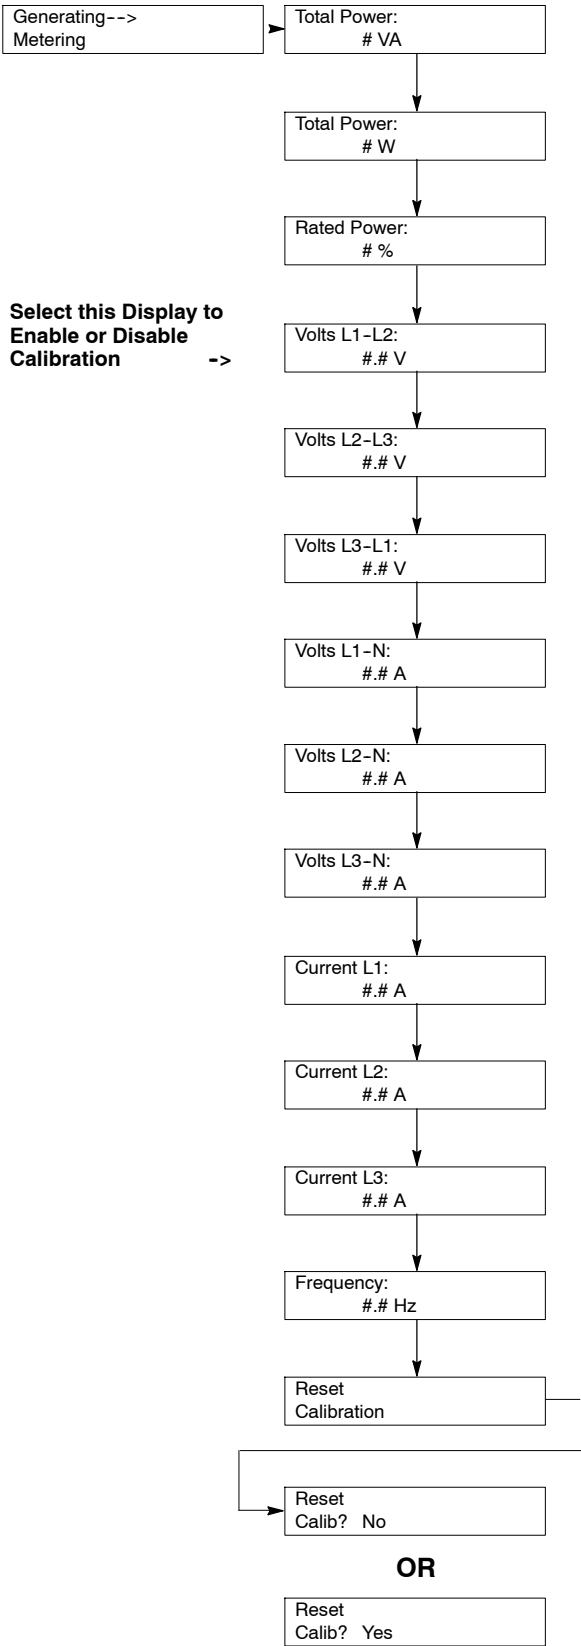 Generating-->
Metering
Total Power:
# VA
Total Power:
# W
Rated Power:
# %
Select this Display to
Enable or Disable
Calibration ->
Volts L1-L2:
#.# V
Volts L2-L3:
#.# V
Volts L3-L1:
#.# V
Volts L1-N:
#.# A
Volts L2-N:
#.# A
Volts L3-N:
#.# A
Current L1:
#.# A
Current L2:
#.# A
Current L3:
#.# A
Frequency:
#.# Hz
Reset
Calibration
Reset
Calib? No
OR
Reset
Calib? Yes